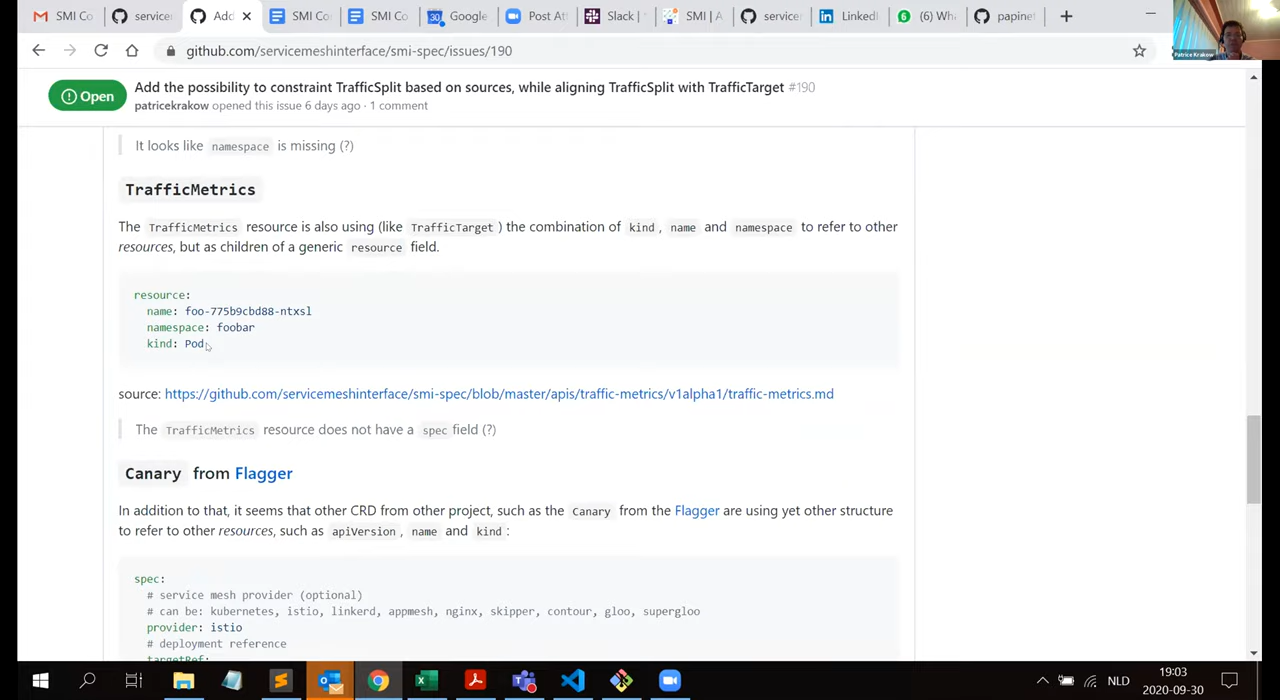 SMI Co
service
Add
SMI Co
SMI Co
Google
Post At
Slack |
SMI | A
service
LinkedI
(6) Wha
papine
github.com/servicemeshinterface/smi-spec/issues/190
Patrice Krakow
Open
Add the possibility to constraint TrafficSplit based on sources, while aligning TrafficSplit with TrafficTarget #190
patricekrakow opened this issue 6 days ago · 1 comment
It looks like namespace is missing (?)
TrafficMetrics
The TrafficMetrics resource is also using (like TrafficTarget ) the combination of kind , name and namespace to refer to other
resources, but as children of a generic resource field.
resource:
name: foo-775b9cbd88-ntxsl
namespace: foobar
kind: Pod
source: https://github.com/servicemeshinterface/smi-spec/blob/master/apis/traffic-metrics/v1alpha1/traffic-metrics.md
The TrafficMetrics resource does not have a spec field (?)
Canary from Flagger
In addition to that, it seems that other CRD from other project, such as the Canary from the Flagger are using yet other structure
to refer to other resources, such as apiVersion , name and kind :
spec:
# service mesh provider (optional)
# can be: kubernetes, istio, linkerd, appmesh, nginx, skipper, contour, gloo, supergloo
provider: istio
# deployment reference
targetRef:
NLD
19:03
2020-09-30